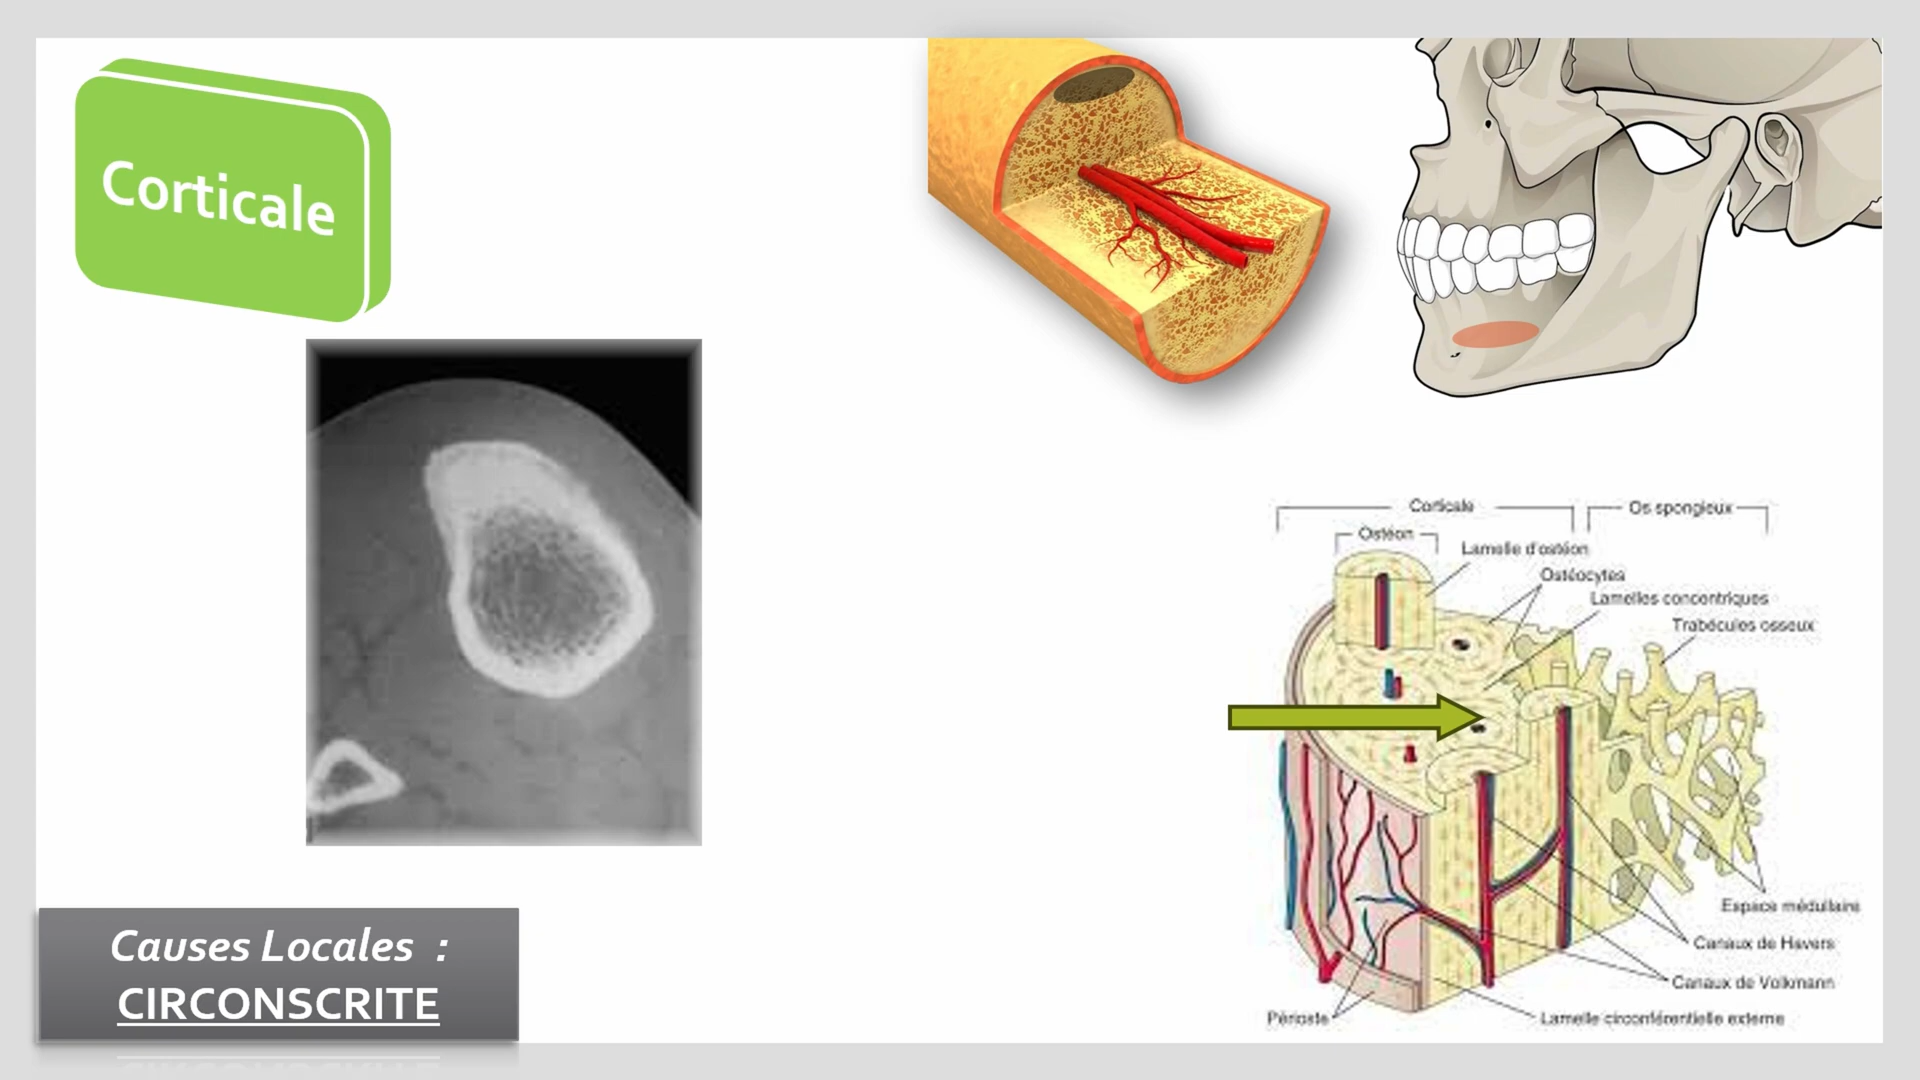 Corticale
Corticale
Os spongieux
Ostéon
Lamelle d'ostéon
Ostéocytes
Lamelles concentriques
Trabécules osseux
Espace médullaire
Canaux de Havers
Canaux de Volkmann
Périoste
Lamelle circonférentielle externe
Causes Locales :
CIRCONSCRITE